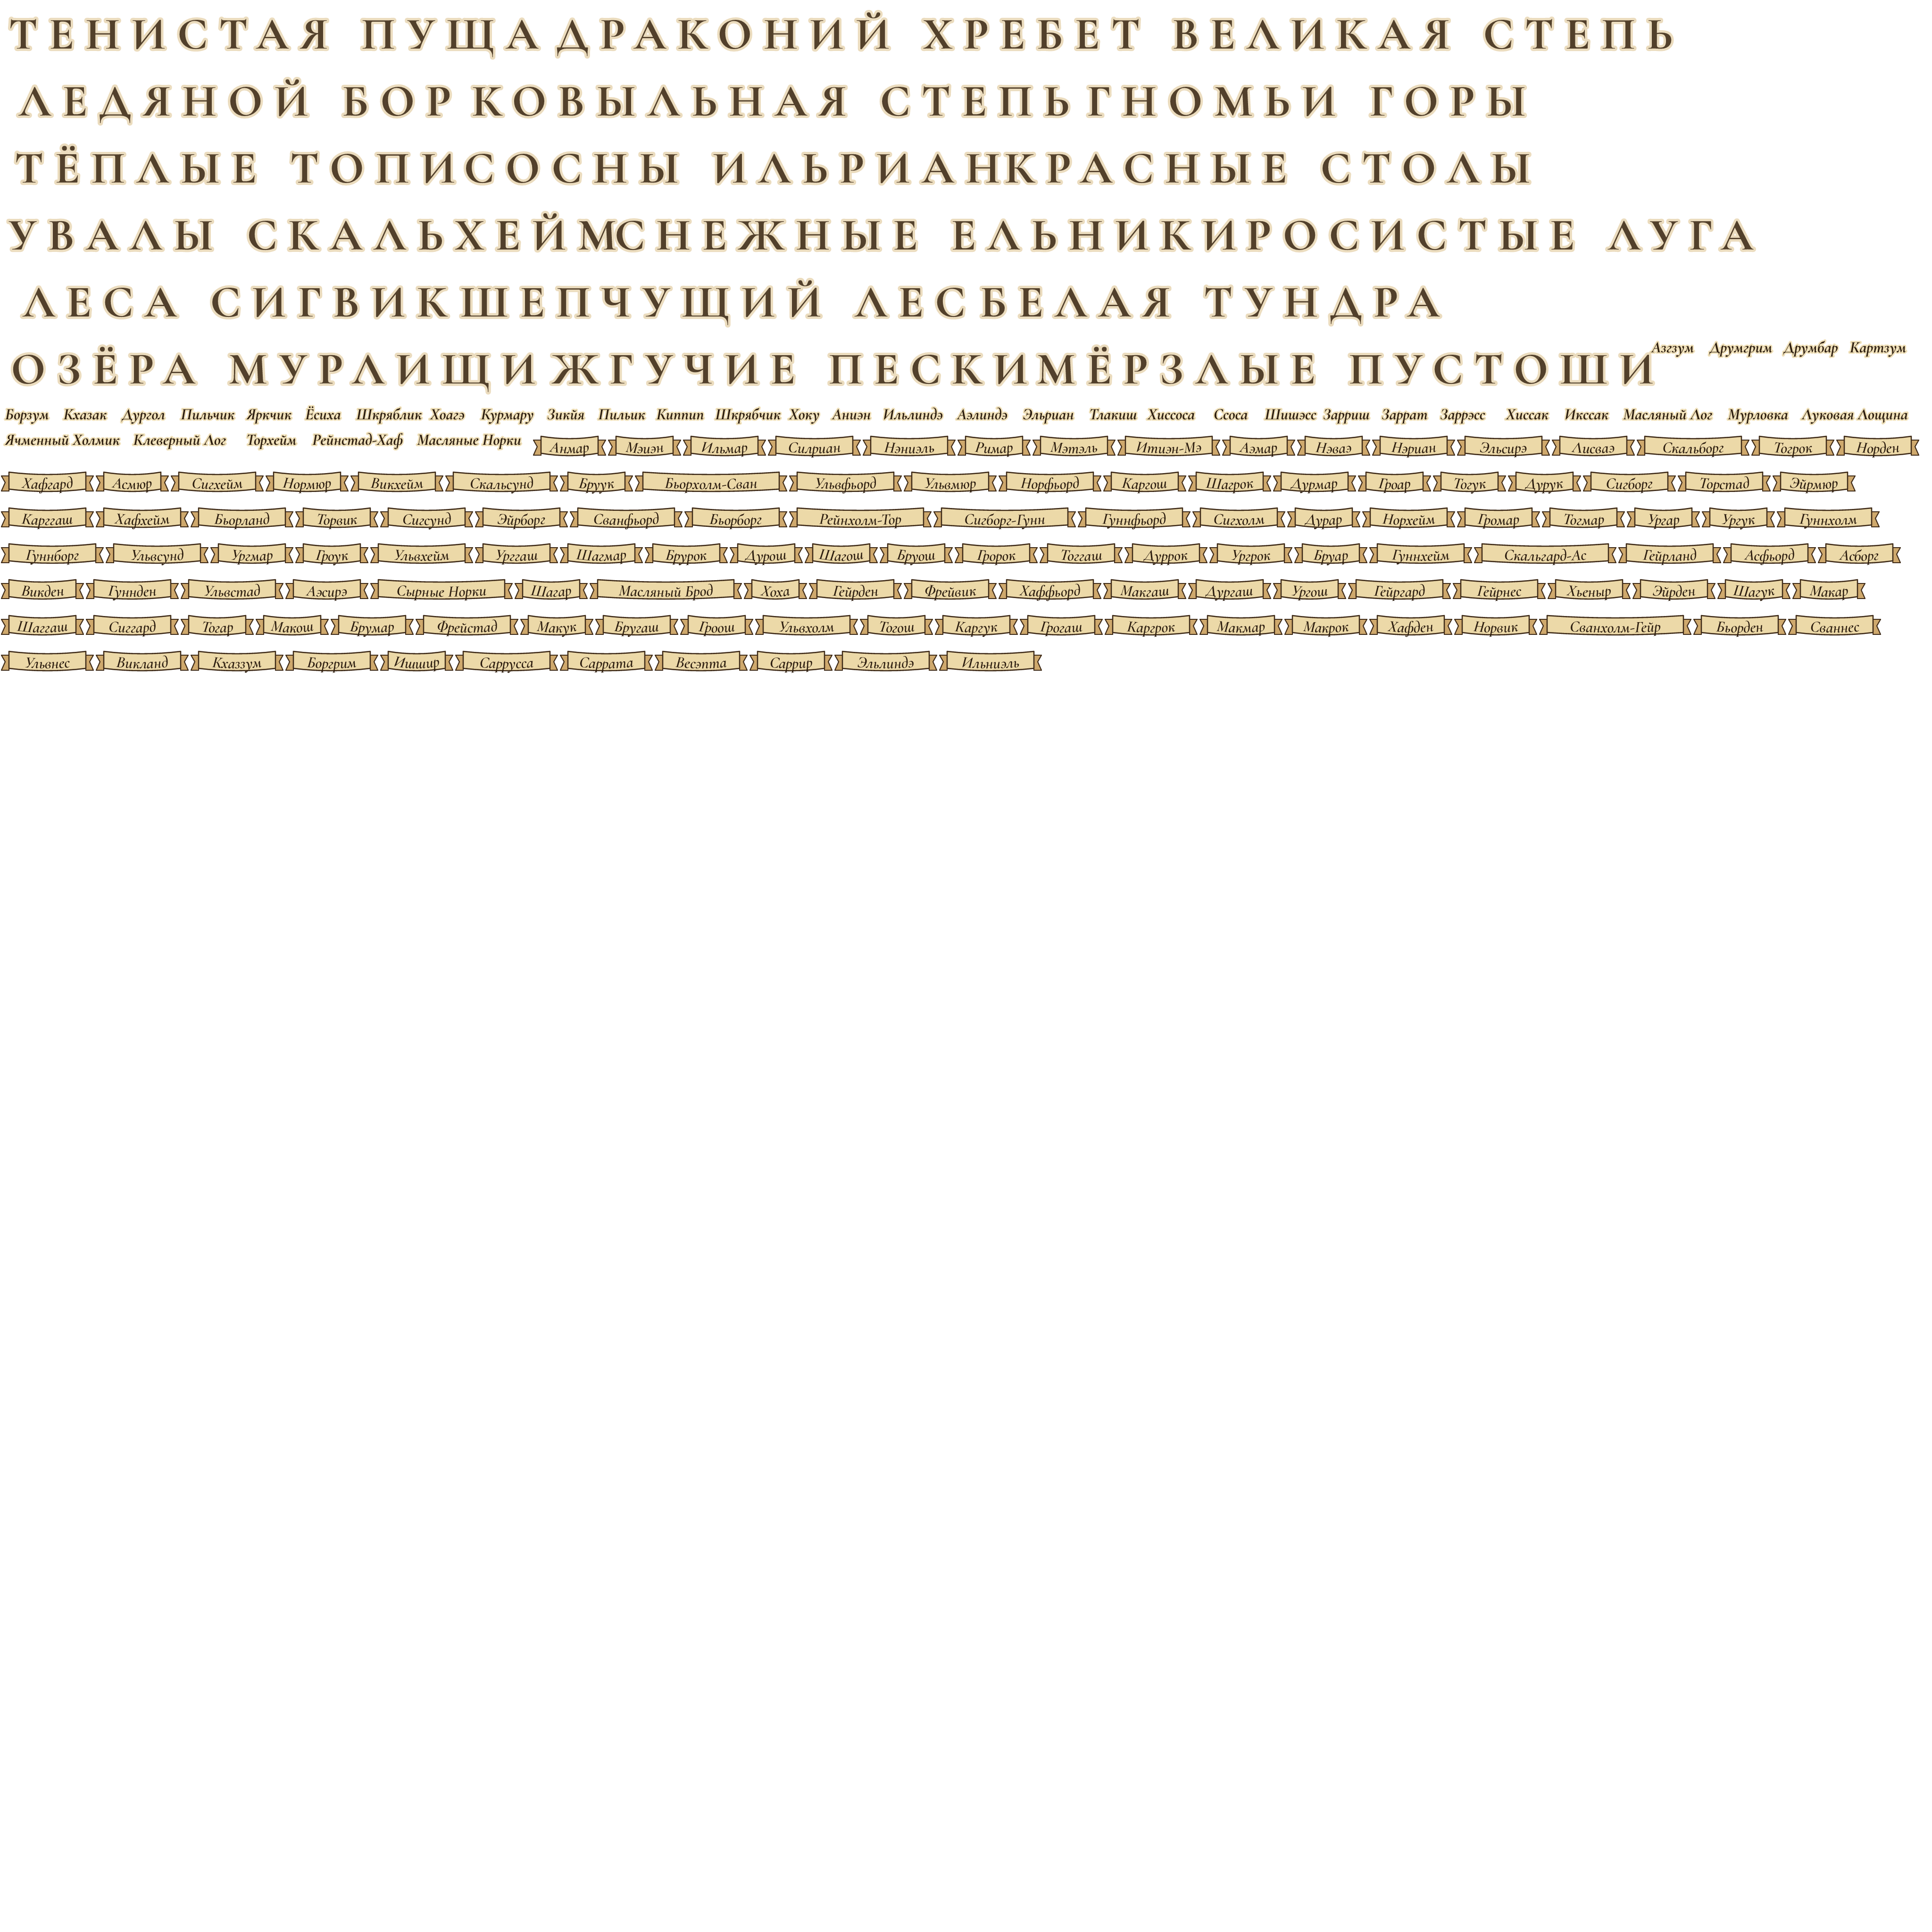 ТЕНИСТАЯ ПУЩА ДРАКОНИЙ ХРЕБЕТ ВЕЛИКАЯ СТЕПЬ
ЛЕДЯНОЙ БОР КОВЫЛЬНАЯ СТЕПЬ ГНОМЬИ ГОРЫ
ТЁПЛЫЕ ТОПИ СОСНЫ ИЛЬРИАН КРАСНЫЕ СТОЛЫ
УВАЛЫ СКАЛЬХЕЙМ СНЕЖНЫЕ ЕЛЬНИКИ РОСИСТЫЕ ЛУГА
ЛЕСА СИГВИК ШЕПЧУЩИЙ ЛЕС БЕЛАЯ ТУНДРА
ОЗЁРА МУРЛИЩИ ЖГУЧИЕ ПЕСКИ МЁРЗЛЫЕ ПУСТОШИ Азгзум Друмгрим Друмбар Картзум
Борзум Кхазак Дургол Пильчик Яркчик Ёсиха Шкряблик Хоагэ Курмару Зикйя Пильик Киппип Шкрябчик Хоку Аниэн Ильлиндэ Аэлиндэ Эльриан Тлакиш Хиссоса Ссоса Шишэсс Зарриш Заррат Заррэсс Хиссак Икссак Масляный Лог Мурловка Луковая Лощина
Ячменный Холмик Клеверный Лог Торхейм Рейнстад-Хаф Масляные Норки Анмар Мэиэн Ильмар Силриан Нэниэль Римар Мэтэль Итиэн-Мэ Аэмар Нэваэ Нэриан Эльсирэ Лисваэ Скальборг Тогрок Норден
Хафгард Асмюр Сигхейм Нормюр Викхейм Скальсунд Бруук Бьорхолм-Сван Ульвфьорд Ульвмюр Норфьорд Каргош Шагрок Дурмар Гроар Тогук Дурук Сигборг Торстад Эйрмюр
Карггаш Хафхейм Бьорланд Торвик Сигсунд Эйрборг Сванфьорд Бьорборг Рейнхолм-Тор Сигборг-Гунн Гуннфьорд Сигхолм Дурар Норхейм Громар Тогмар Ургар Ургук Гуннхолм
Гуннборг Ульвсунд Ургмар Гроук Ульвхейм Урггаш Шагмар Брурок Дурош Шагош Бруош Гророк Тоггаш Дуррок Ургрок Бруар Гуннхейм Скальгард-Ас Гейрланд Асфьорд Асборг
Викден Гуннден Ульвстад Аэсирэ Сырные Норки Шагар Масляный Брод Хоха Гейрден Фрейвик Хаффьорд Макгаш Дургаш Ургош Гейргард Гейрнес Хьеныр Эйрден Шагук Макар
Шаггаш Сиггард Тогар Макош Брумар Фрейстад Макук Бругаш Гроош Ульвхолм Тогош Каргук Грогаш Каргрок Макмар Макрок Хафден Норвик Сванхолм-Гейр Бьорден Сваннес
Ульвнес Викланд Кхаззум Боргрим Ишшир Саррусса Саррата Весэпта Саррир Эльлиндэ Ильниэль